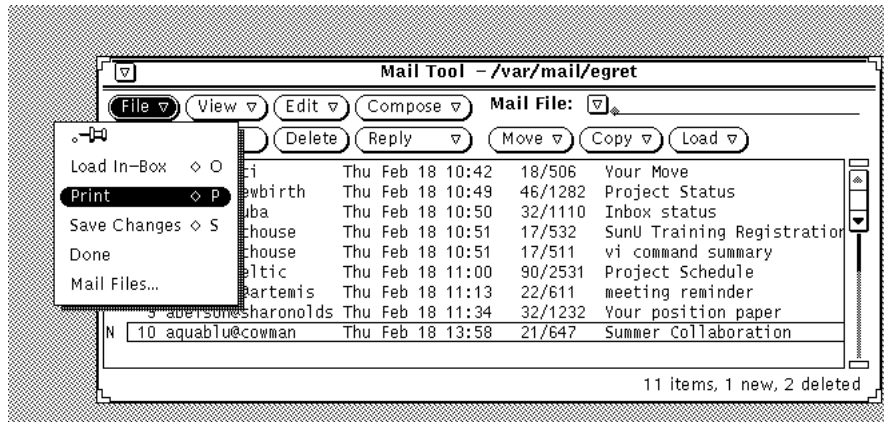 Mail Tool - /var/mail/egret
File View Edit Compose Mail File:
Delete Reply Move Copy Load
Load In-Box ◇ O
Print ◇ P
Save Changes ◇ S
Done
Mail Files...
Thu Feb 18 10:42 18/506 Your Move
Thu Feb 18 10:49 46/1282 Project Status
Thu Feb 18 10:50 32/1110 Inbox status
Thu Feb 18 10:51 17/532 SunU Training Registration
Thu Feb 18 10:51 17/511 vi command summary
Thu Feb 18 11:00 90/2531 Project Schedule
artemis Thu Feb 18 11:13 22/611 meeting reminder
sharonolds Thu Feb 18 11:34 32/1232 Your position paper
N 10 aquablu@cowman Thu Feb 18 13:58 21/647 Summer Collaboration
11 items, 1 new, 2 deleted